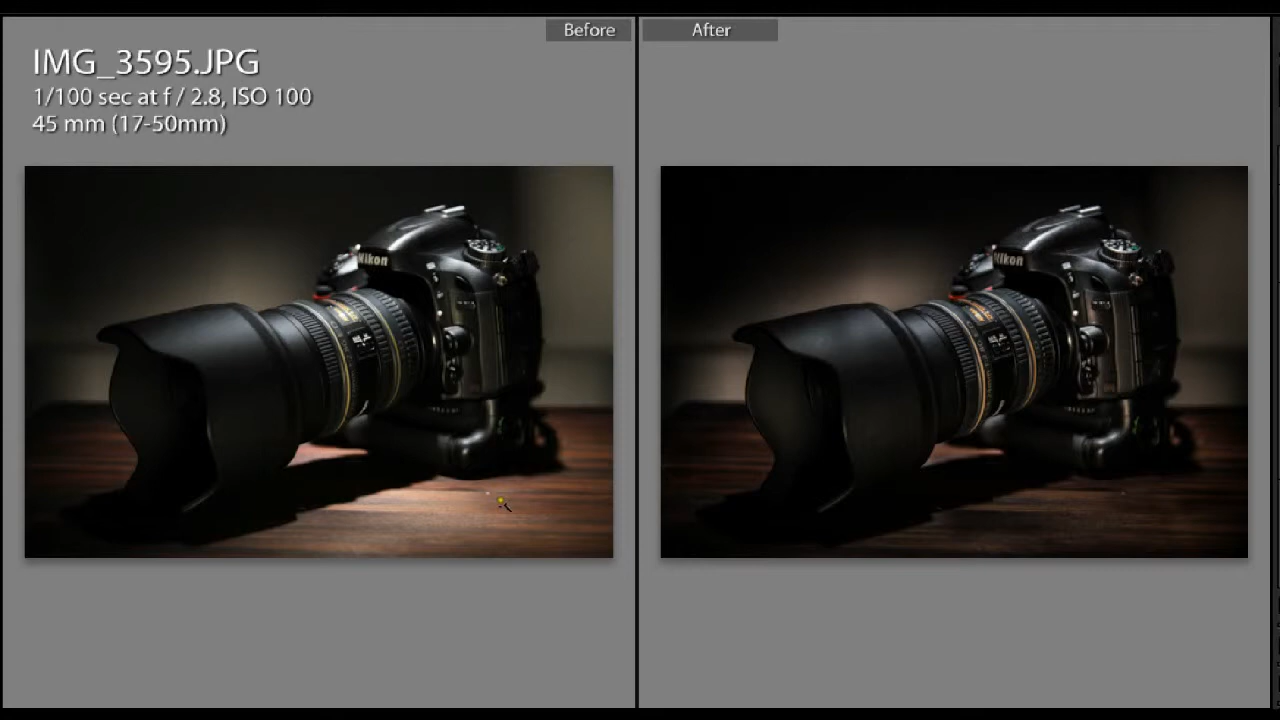 Before
After
IMG_3595.JPG
1/100 sec at f / 2.8, ISO 100
45 mm (17-50mm)
Nikon
Nikon